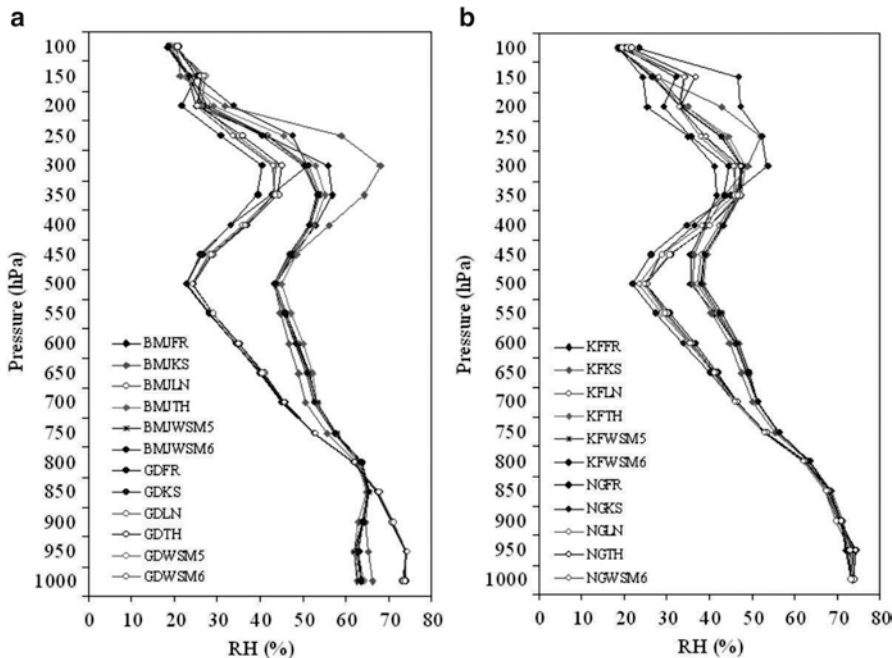 a
100
150
200
250
300
350
400
450
500
550
600
650
700
750
800
850
900
950
1000
Pressure (hPa)
BMJFR
BMJKS
BMJLN
BMJTH
BMJWSM5
BMJWSM6
GDFR
GDKS
GDLN
GDTH
GDWSM5
GDWSM6
0 10 20 30 40 50 60 70 80
RH (%)
b
100
150
200
250
300
350
400
450
500
550
600
650
700
750
800
850
900
950
1000
Pressure (hPa)
KFFR
KFKS
KFLN
KFTH
KFWSM5
KFWSM6
NGFR
NGKS
NGLN
NGTH
NGWSM6
0 10 20 30 40 50 60 70 80
RH (%)